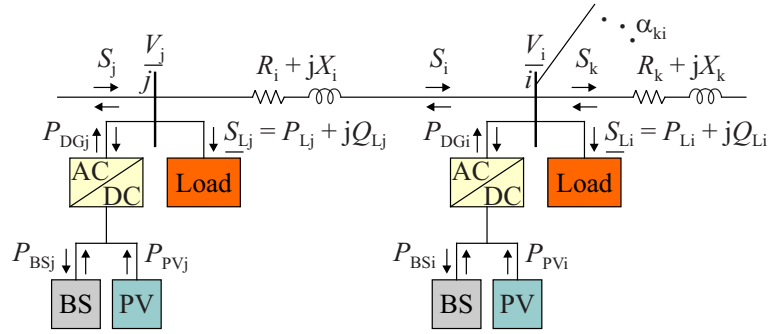 S_j V_j j R_i + jX_i S_i V_i i α_ki S_k R_k + jX_k
P_DGj S_Lj = P_Lj + jQ_Lj P_DGi S_Li = P_Li + jQ_Li
AC DC Load AC DC Load
P_BSj P_PVj P_BSi P_PVi
BS PV BS PV